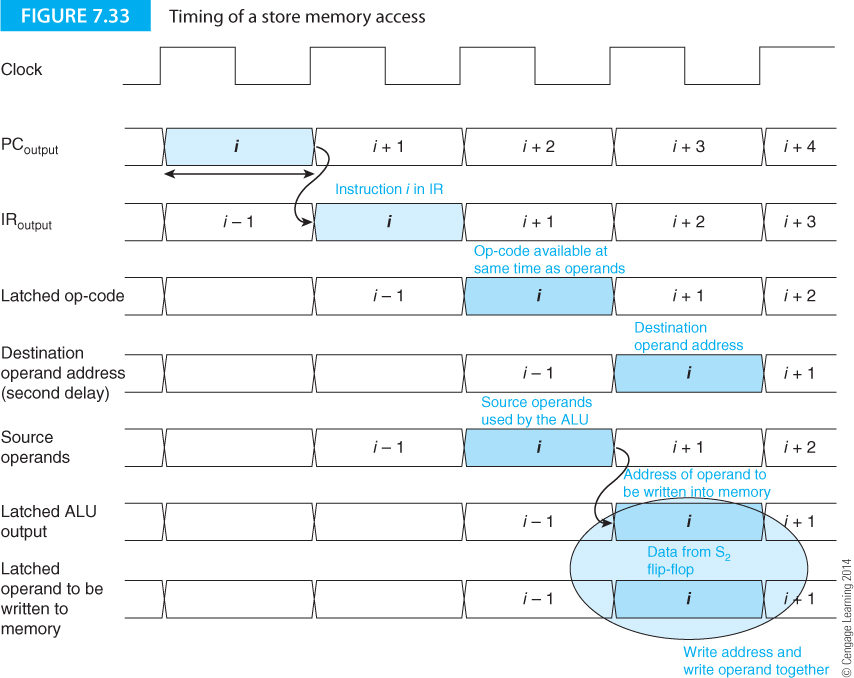 FIGURE 7.33 Timing of a store memory access
Clock
PCoutput
i
i + 1
i + 2
i + 3
i + 4
Instruction i in IR
IRoutput
i – 1
i
i + 1
i + 2
i + 3
Op-code available at
same time as operands
Latched op-code
i – 1
i
i + 1
i + 2
Destination
operand address
Destination
operand address
(second delay)
i – 1
i
i + 1
Source operands
used by the ALU
Source
operands
i – 1
i
i + 1
i + 2
Address of operand to
be written into memory
Latched ALU
output
i – 1
i
i + 1
Data from S2
flip-flop
Latched
operand to be
written to
memory
i – 1
i
i + 1
Write address and
write operand together
© Cengage Learning 2014